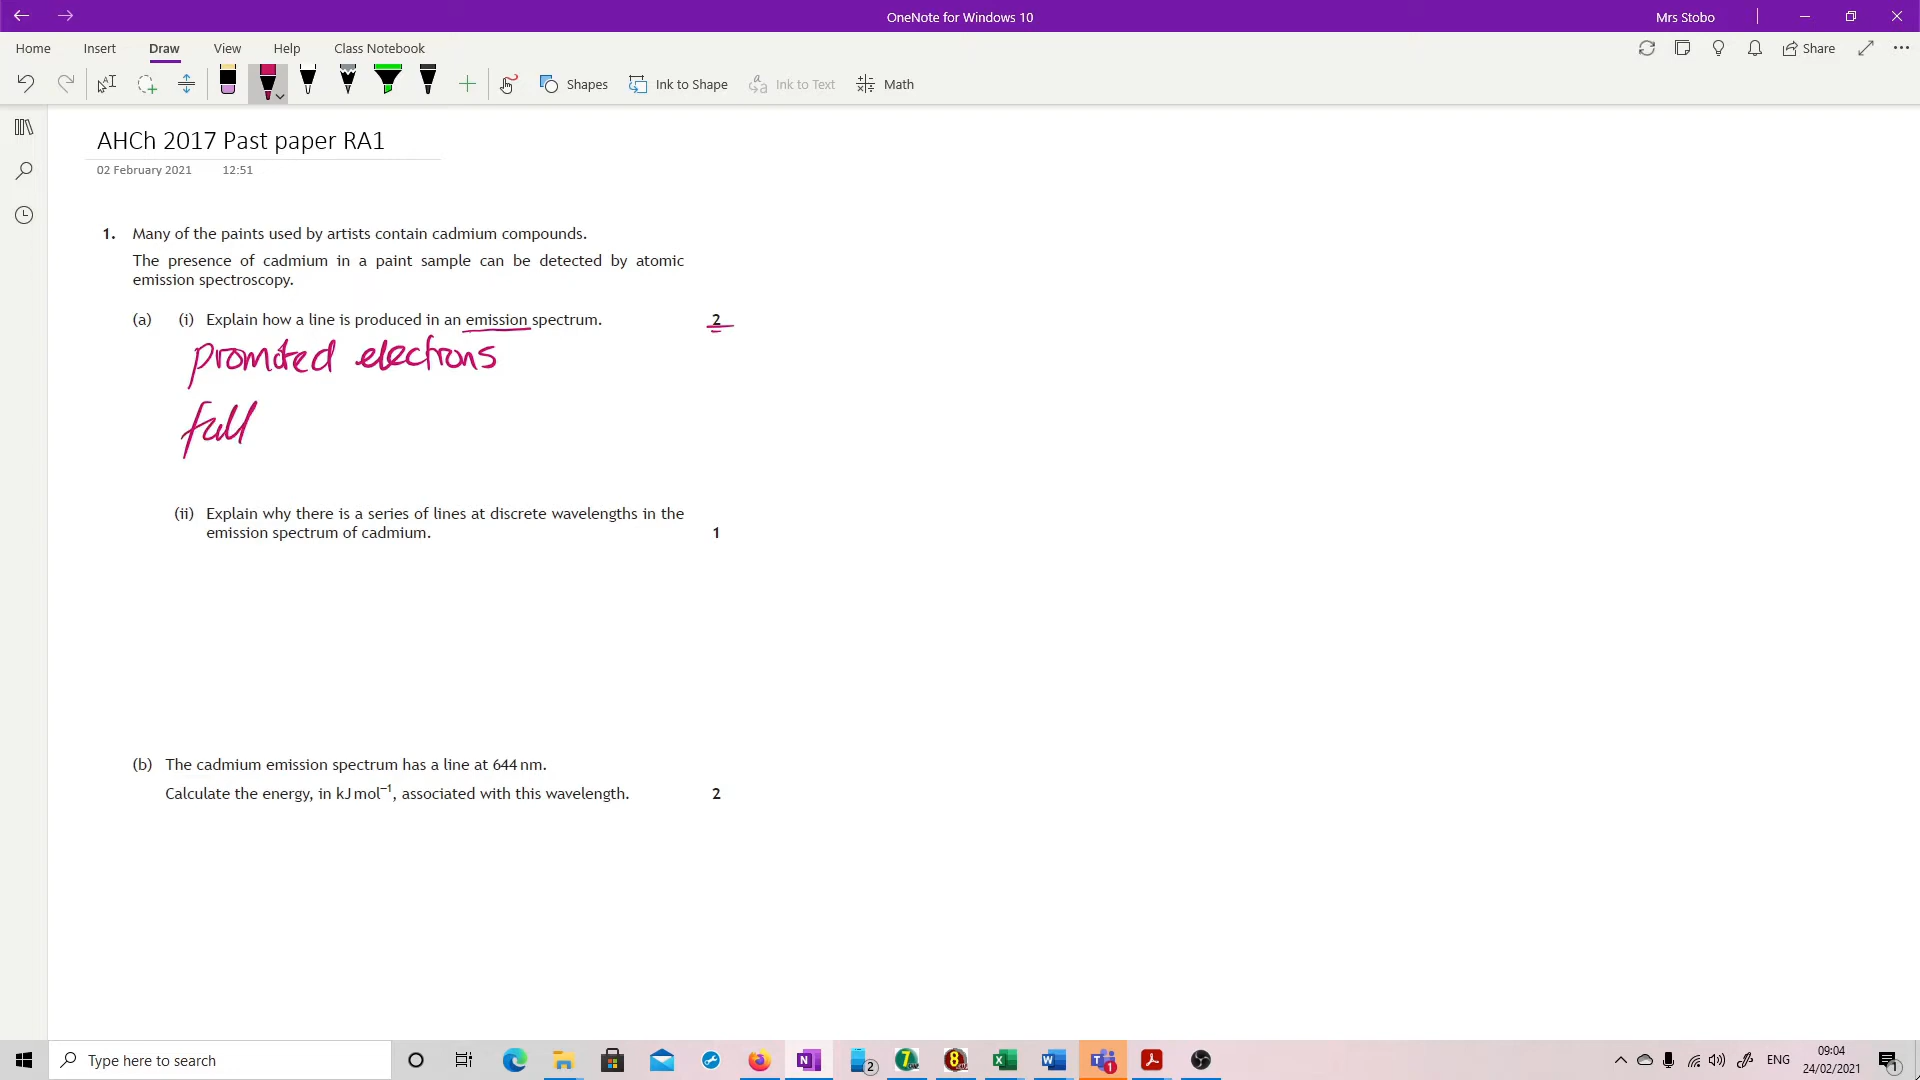 OneNote for Windows 10
Mrs Stobo
Home Insert Draw View Help Class Notebook
Share
Shapes Ink to Shape Ink to Text Math
AHCh 2017 Past paper RA1
02 February 2021 12:51
1. Many of the paints used by artists contain cadmium compounds.
The presence of cadmium in a paint sample can be detected by atomic
emission spectroscopy.
(a) (i) Explain how a line is produced in an emission spectrum. 2
promoted electrons
fall
(ii) Explain why there is a series of lines at discrete wavelengths in the
emission spectrum of cadmium. 1
(b) The cadmium emission spectrum has a line at 644 nm.
Calculate the energy, in kJ mol⁻¹, associated with this wavelength. 2
Type here to search
ENG
09:04
24/02/2021